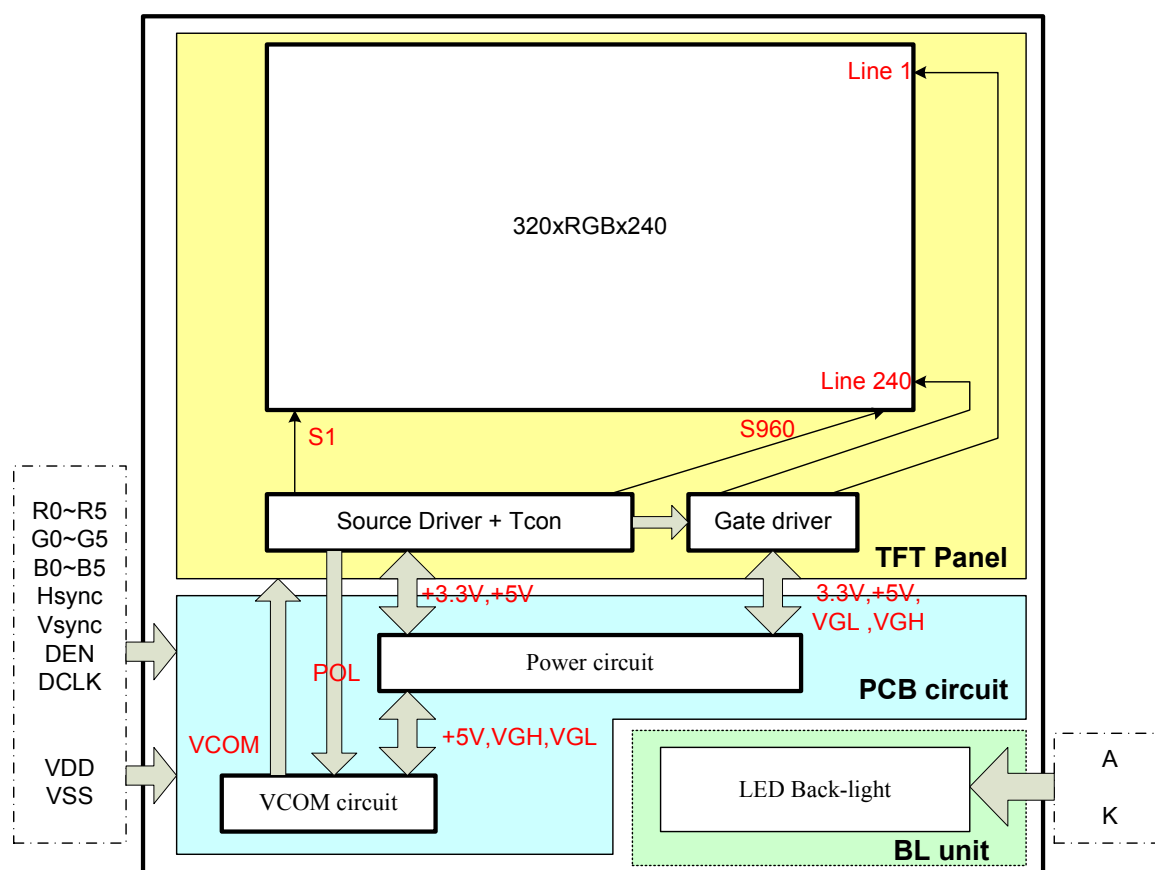 Line 1
320xRGBx240
Line 240
S1
S960
Source Driver + Tcon
Gate driver
TFT Panel
R0~R5
G0~G5
B0~B5
Hsync
Vsync
DEN
DCLK
VDD
VSS
+3.3V,+5V
3.3V,+5V,
VGL ,VGH
Power circuit
POL
PCB circuit
VCOM
+5V,VGH,VGL
VCOM circuit
LED Back-light
BL unit
A
K